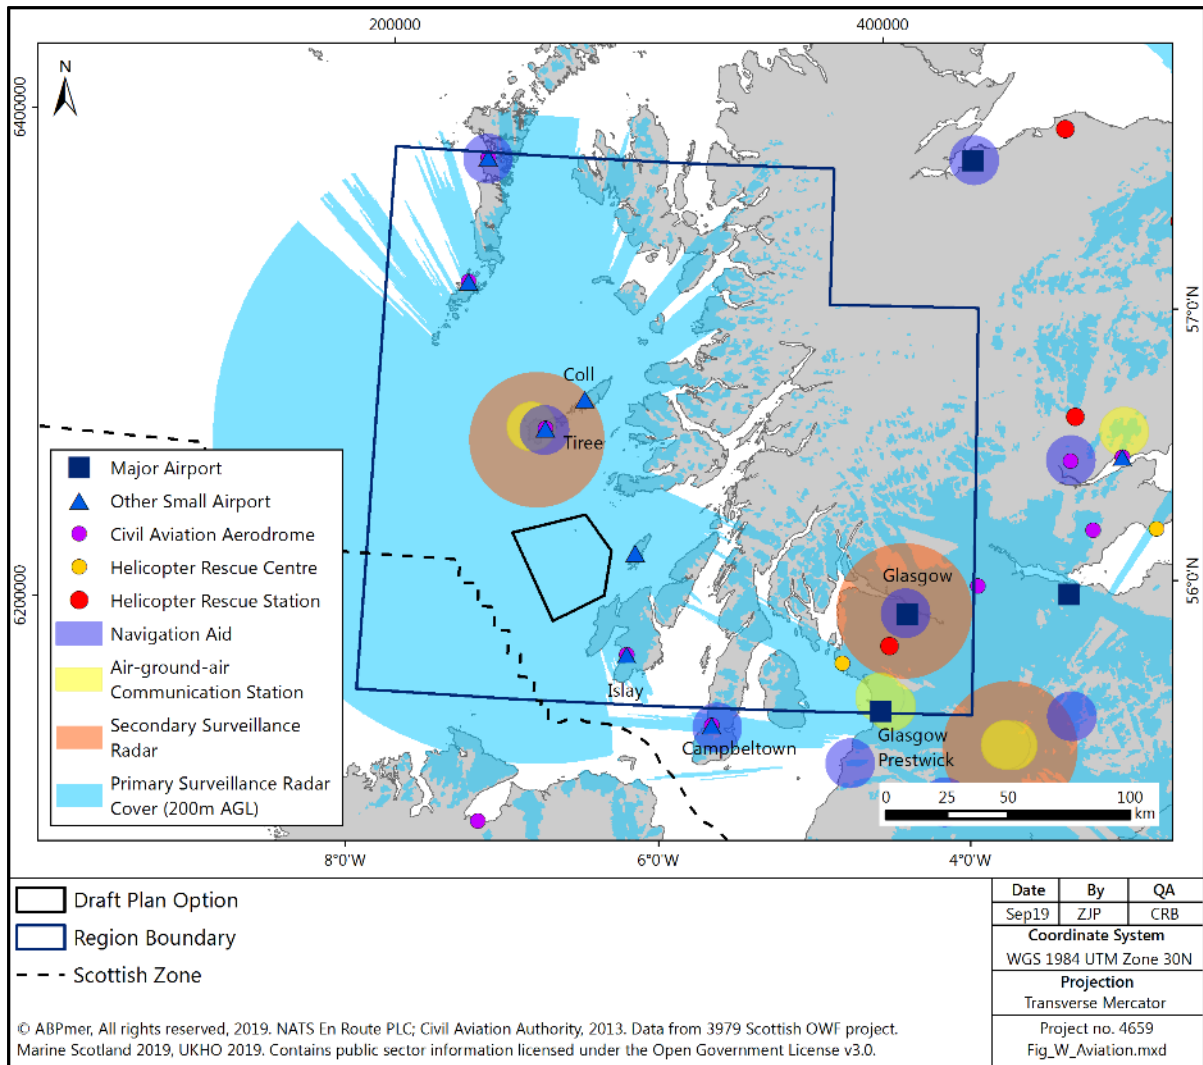 200000
400000
N
6400000
57°0'N
Coll
Tiree
Major Airport
Other Small Airport
Civil Aviation Aerodrome
Helicopter Rescue Centre
Helicopter Rescue Station
Navigation Aid
Air-ground-air
Communication Station
Secondary Surveillance
Radar
Primary Surveillance Radar
Cover (200m AGL)
Glasgow
6200000
56°0'N
Islay
Campbeltown
Glasgow
Prestwick
0 25 50 100
km
8°0'W
6°0'W
4°0'W
Draft Plan Option
Region Boundary
Scottish Zone
Date By QA
Sep19 ZJP CRB
Coordinate System
WGS 1984 UTM Zone 30N
Projection
Transverse Mercator
Project no. 4659
Fig_W_Aviation.mxd
© ABPmer, All rights reserved, 2019. NATS En Route PLC; Civil Aviation Authority, 2013. Data from 3979 Scottish OWF project.
Marine Scotland 2019, UKHO 2019. Contains public sector information licensed under the Open Government License v3.0.